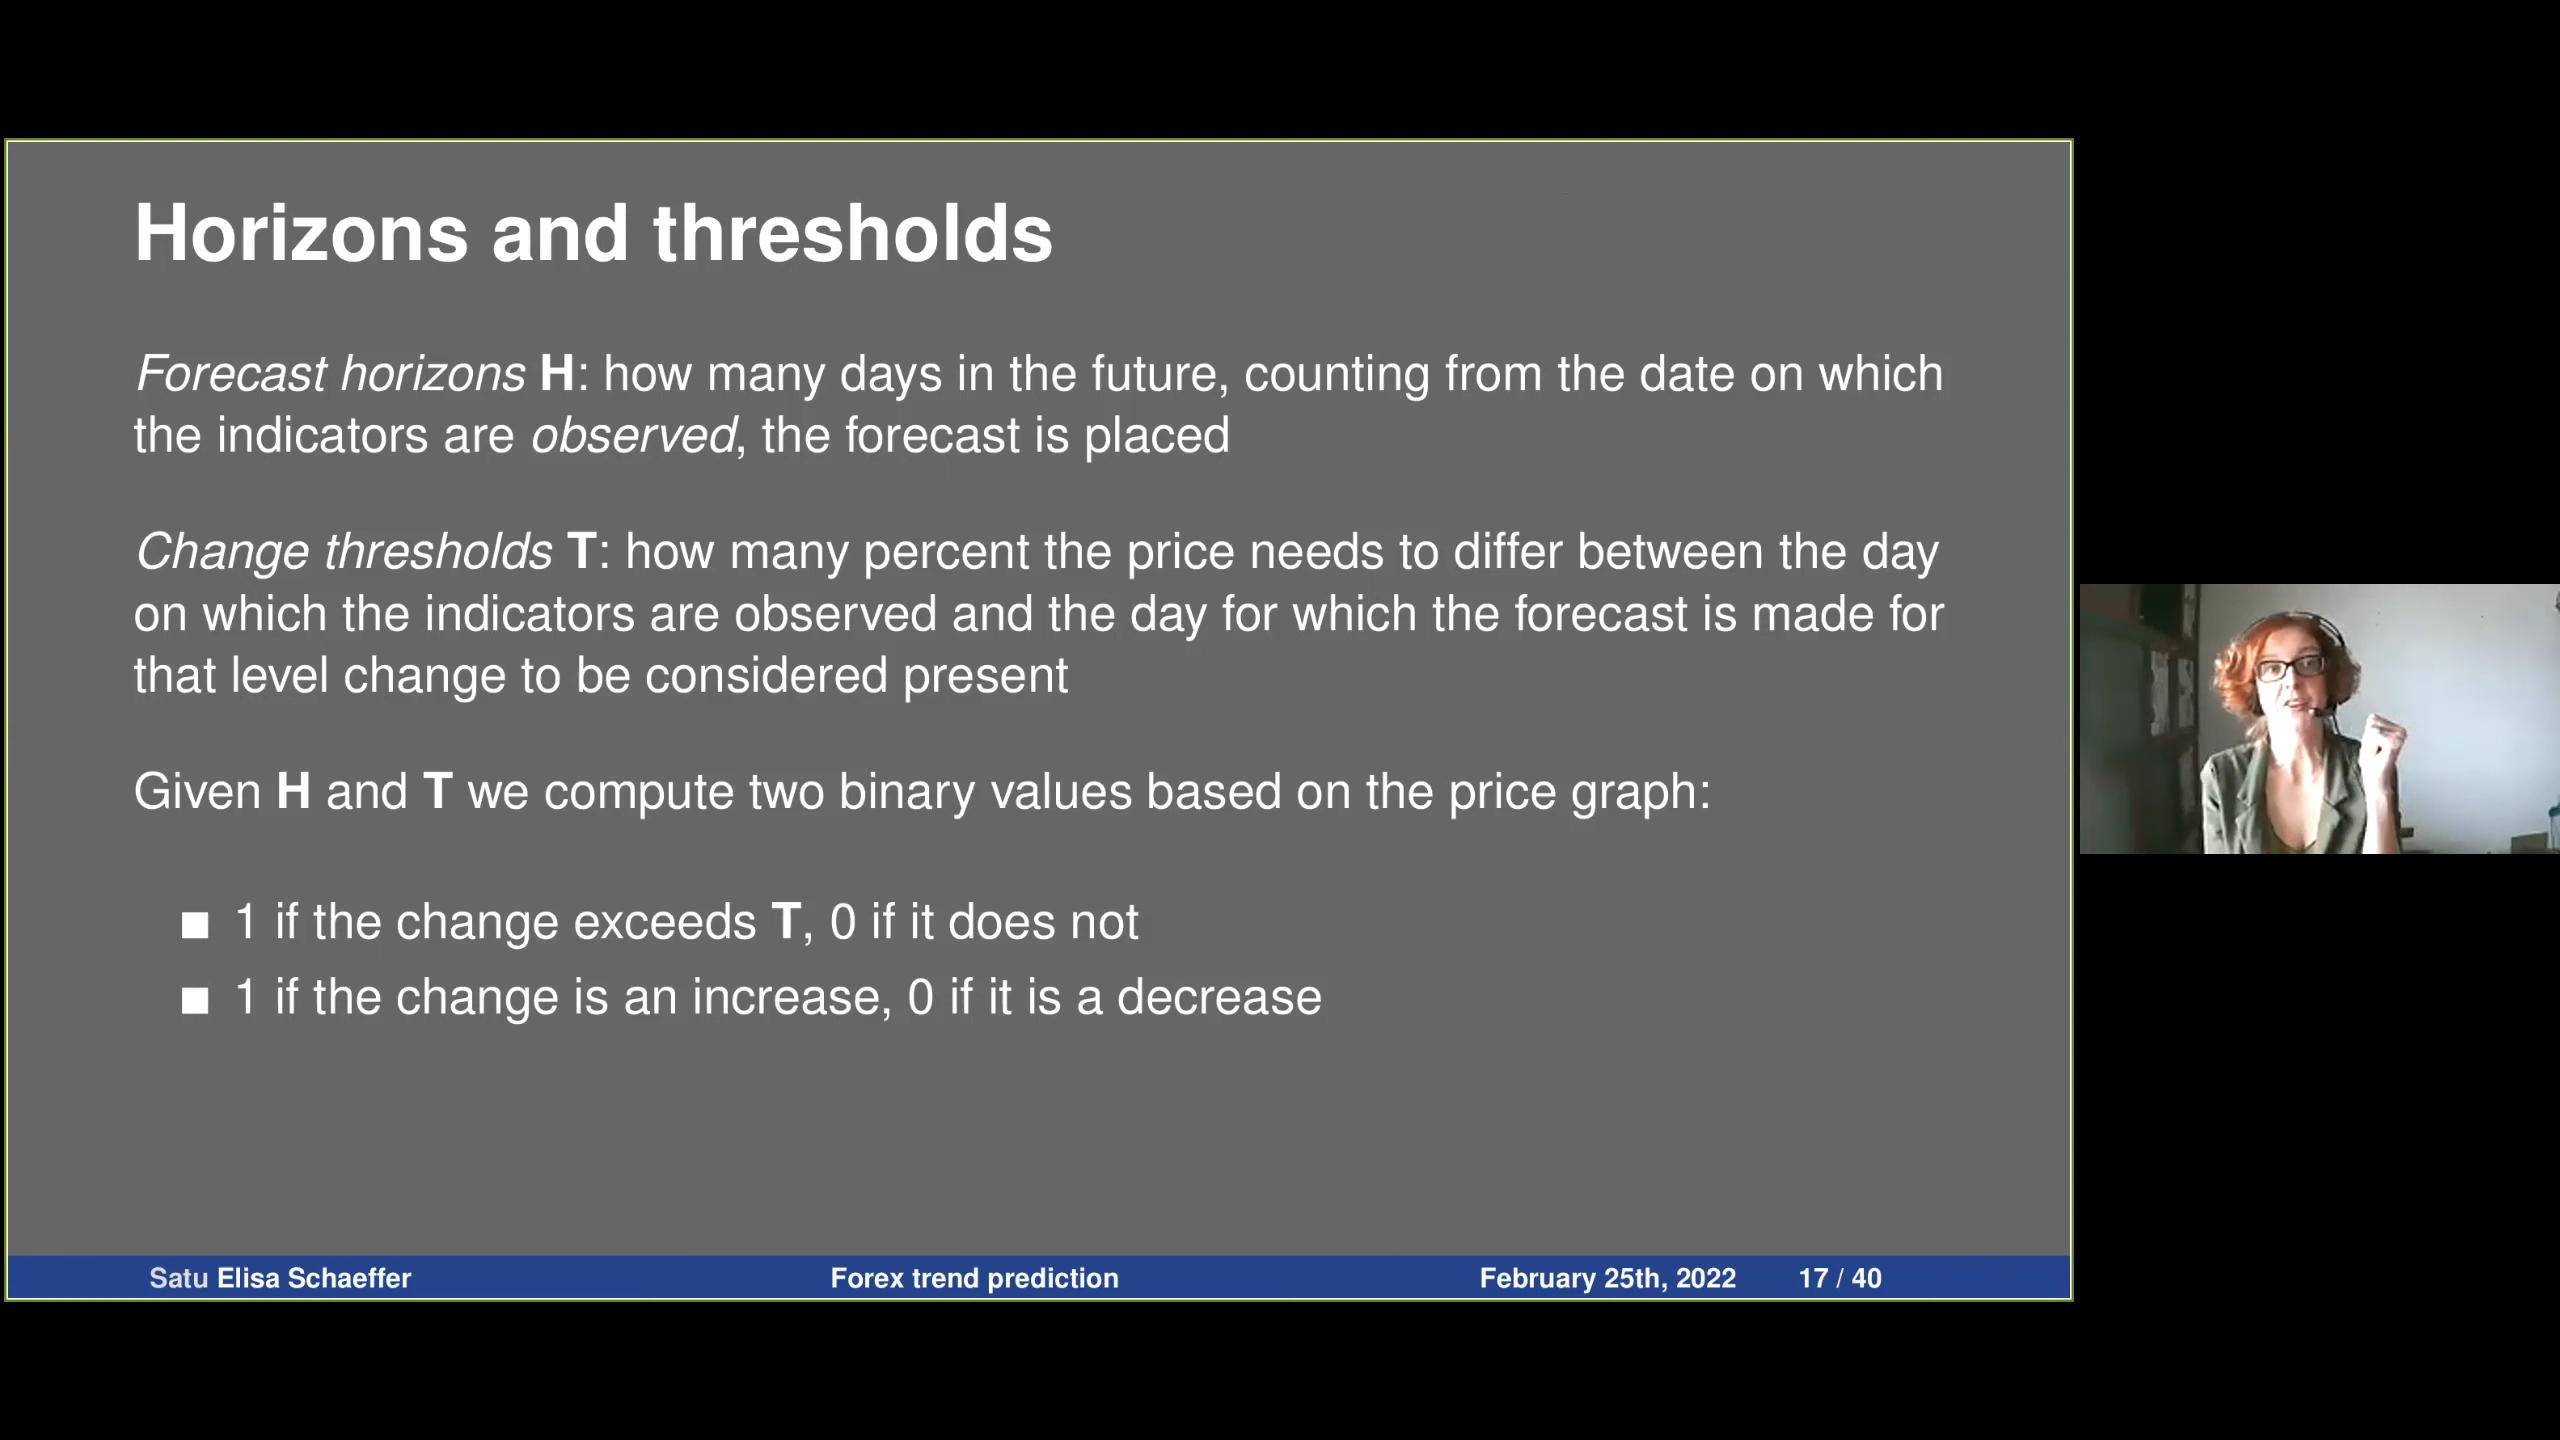 Horizons and thresholds
Forecast horizons H: how many days in the future, counting from the date on which
the indicators are observed, the forecast is placed
Change thresholds T: how many percent the price needs to differ between the day
on which the indicators are observed and the day for which the forecast is made for
that level change to be considered present
Given H and T we compute two binary values based on the price graph:
■ 1 if the change exceeds T, 0 if it does not
■ 1 if the change is an increase, 0 if it is a decrease
Satu Elisa Schaeffer Forex trend prediction February 25th, 2022 17 / 40